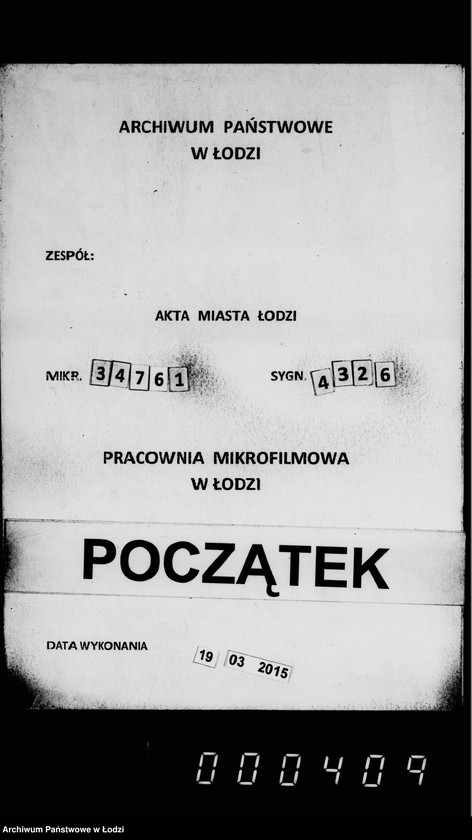 ARCHIWUM PAŃSTWOWE
W ŁODZI
ZESPÓŁ:
AKTA MIASTA ŁODZI
MIKR. 34761 SYGN. 4326
PRACOWNIA MIKROFILMOWA
W ŁODZI
POCZĄTEK
DATA WYKONANIA 19 03 2015
000409
Archiwum Państwowe w Łodzi